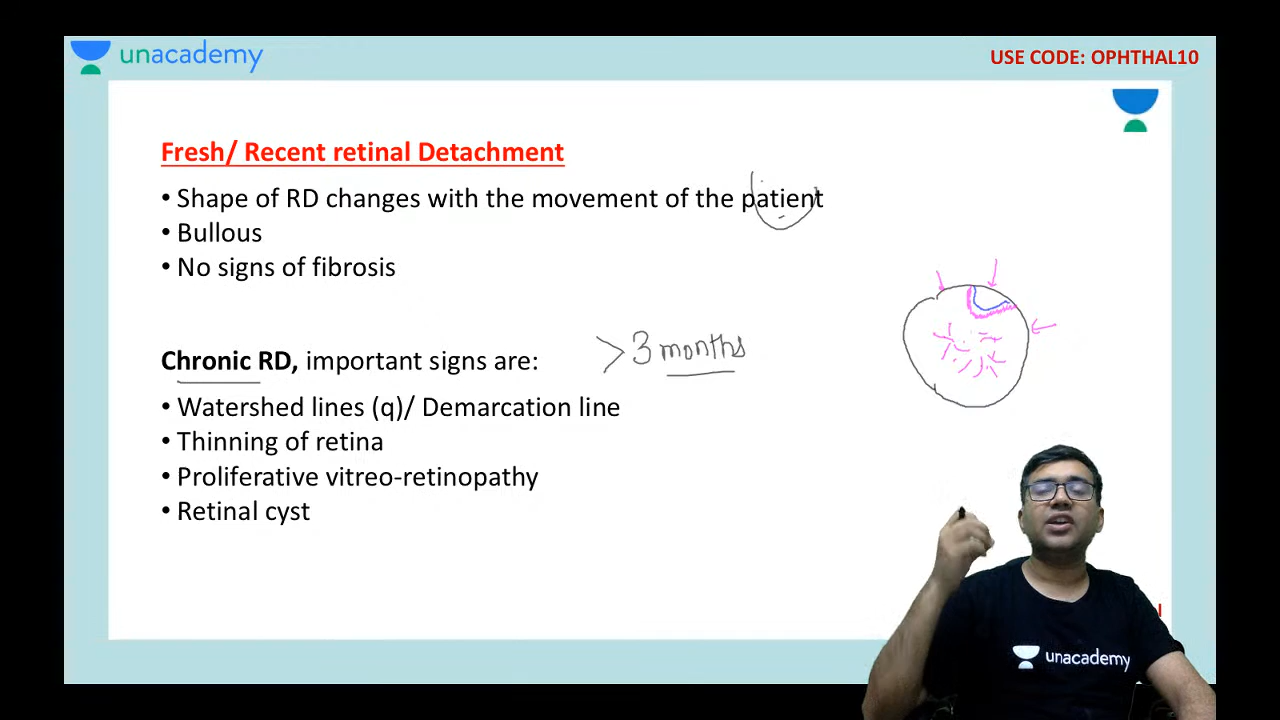 unacademy
USE CODE: OPHTHAL10
Fresh/ Recent retinal Detachment
• Shape of RD changes with the movement of the patient
• Bullous
• No signs of fibrosis
Chronic RD, important signs are:
>3 months
• Watershed lines (q)/ Demarcation line
• Thinning of retina
• Proliferative vitreo-retinopathy
• Retinal cyst
unacademy